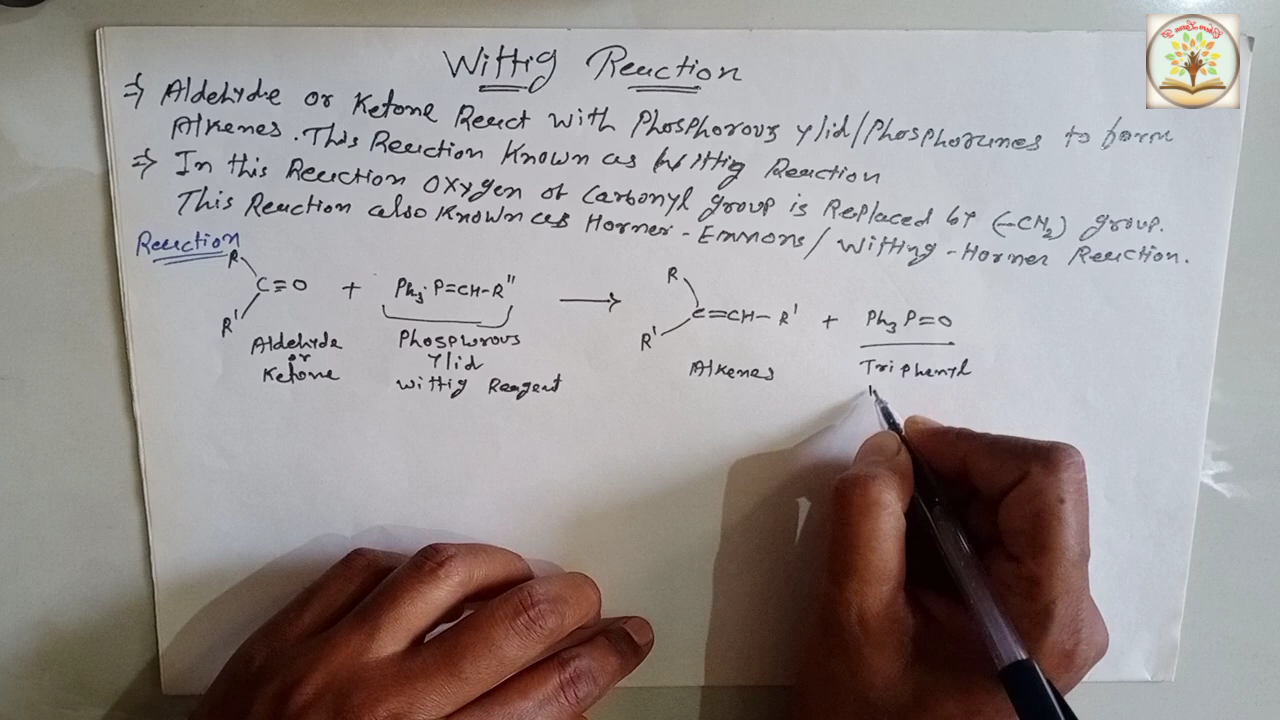 Wittig Reaction
⇒ Aldehyde or Ketone React with Phosphorous ylid/Phosphoranes to form
Alkenes. This Reaction Known as Wittig Reaction
⇒ In this Reaction Oxygen of Carbonyl group is Replaced by (=CH2) group.
This Reaction also Known as Horner-Emmons/Witting-Horner Reaction.
Reaction
R
C=O + Ph3 P=CH-R" ⟶
R'
Aldehyde
or
Ketone
Phosphorous
ylid
Wittig Reagent
R
C=CH-R' + Ph3P=O
R'
Alkenes
Triphenyl